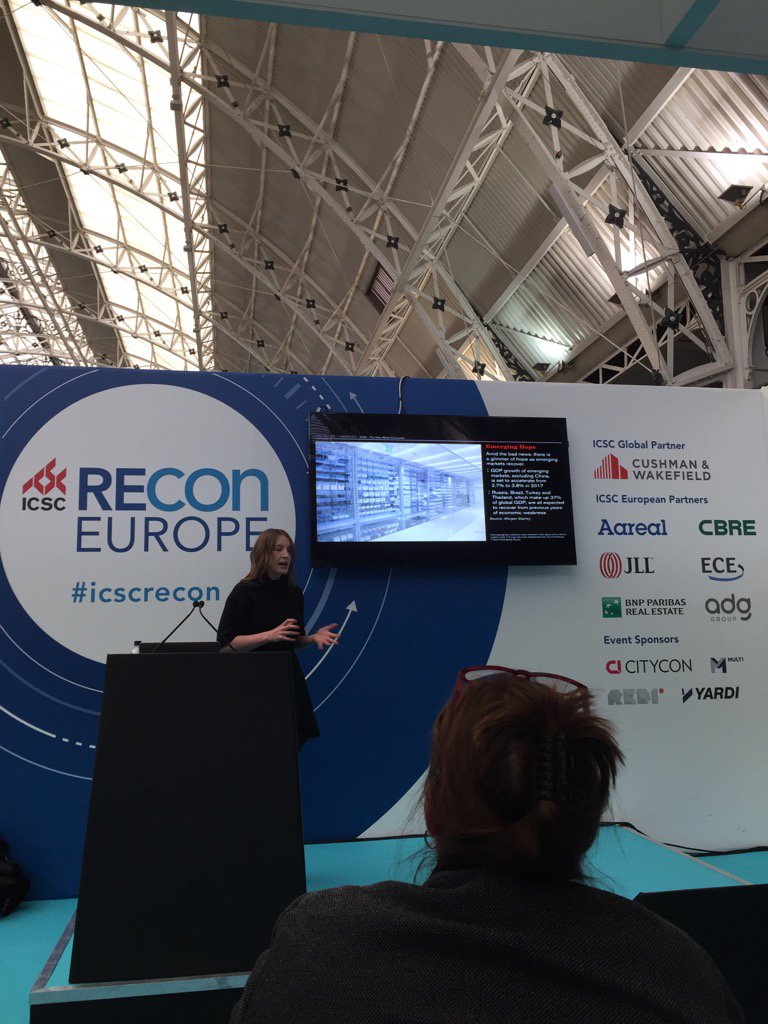 ICSC
RECON
EUROPE
#icscrecon
Emerging Hope
Amid the bad news, there is
a glimmer of hope as emerging
markets recover.
GDP growth of emerging
markets, excluding China,
is set to accelerate from
2.7% to 3.8% in 2017
Russia, Brazil, Turkey and
Thailand, which make up 37%
of global GDP, are all expected
to recover from previous years
of economic weakness
Source: Morgan Stanley
ICSC Global Partner
CUSHMAN &
WAKEFIELD
ICSC European Partners
Aareal
CBRE
JLL
ECE
BNP PARIBAS
REAL ESTATE
adg
GROUP
Event Sponsors
CITYCON
MULTI
REDI
YARDI